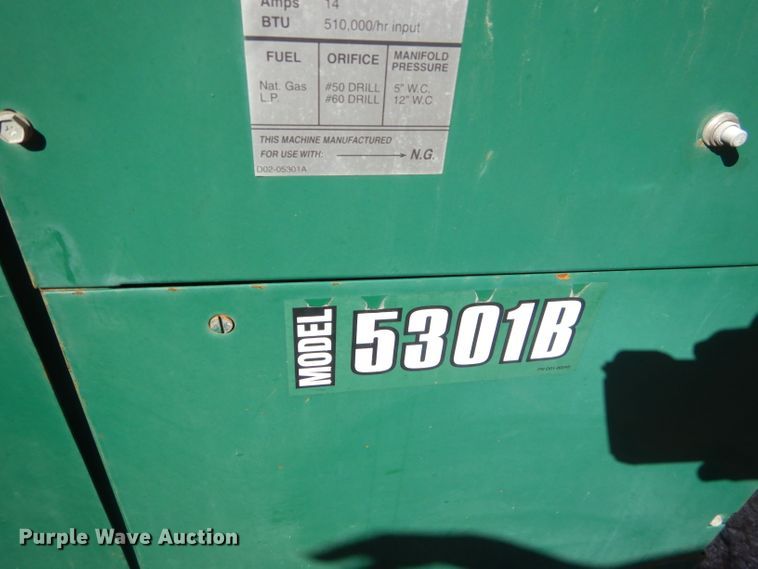 Amps 14
BTU 510,000/hr input
FUEL ORIFICE MANIFOLD PRESSURE
Nat. Gas #50 DRILL 5" W.C.
L.P. #60 DRILL 12" W.C
THIS MACHINE MANUFACTURED
FOR USE WITH: N.G.
D02-05301A
MODEL 5301B
Purple Wave Auction